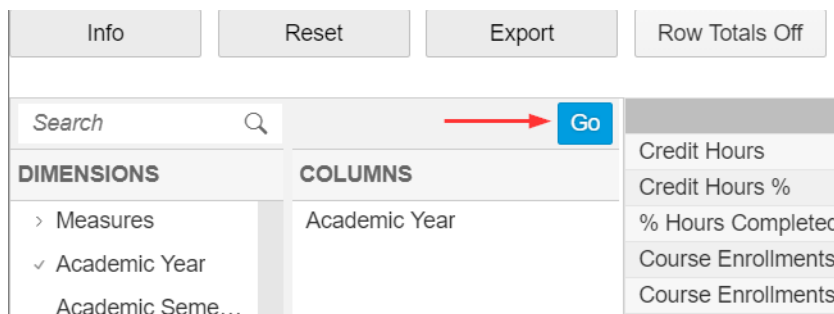 Info Reset Export Row Totals Off
Search Go
DIMENSIONS COLUMNS
Measures Academic Year
Academic Year
Academic Seme...
Credit Hours
Credit Hours %
% Hours Completed
Course Enrollments
Course Enrollments